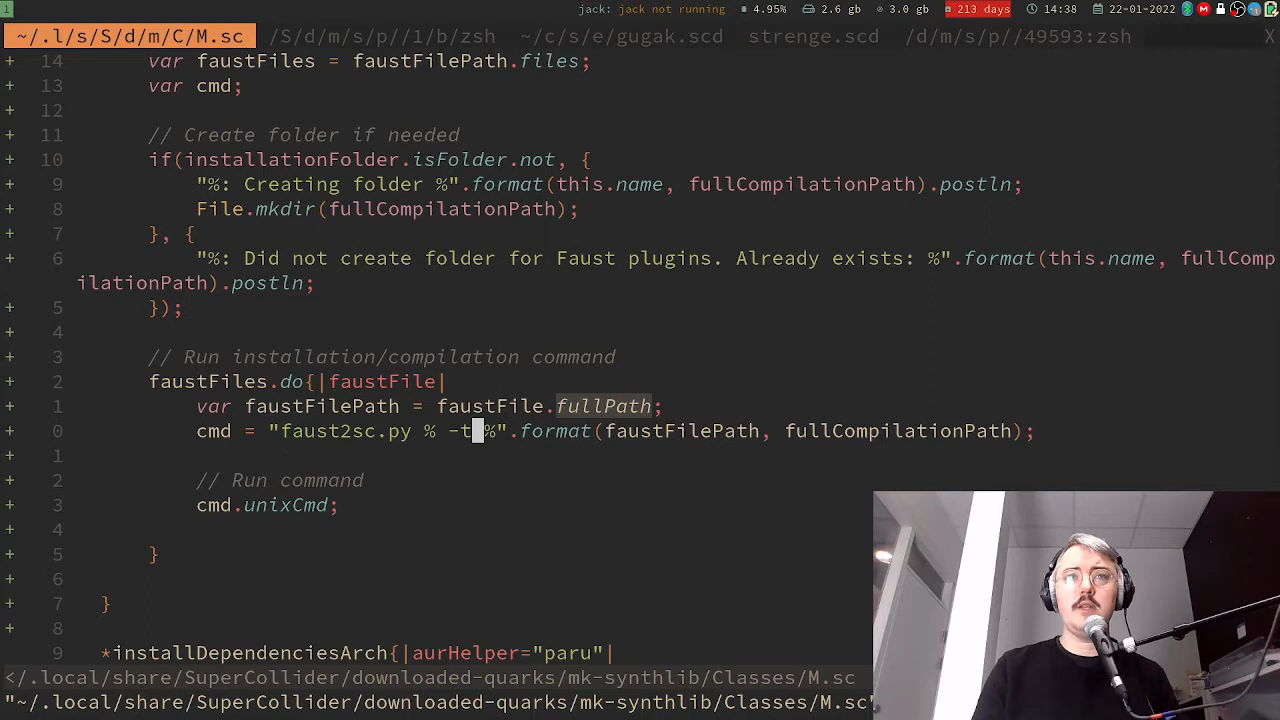 1 jack: jack not running 4.95% 2.6 gb 3.0 gb 213 days 14:38 22-01-2022
~/.l/s/S/d/m/C/M.sc /S/d/m/s/p//1/b/zsh ~/c/s/e/gugak.scd strenge.scd /d/m/s/p//49593:zsh X
+ 14 var faustFiles = faustFilePath.files;
+ 13 var cmd;
+ 12
+ 11 // Create folder if needed
+ 10 if(installationFolder.isFolder.not, {
+ 9 "%: Creating folder %".format(this.name, fullCompilationPath).postln;
+ 8 File.mkdir(fullCompilationPath);
+ 7 }, {
+ 6 "%: Did not create folder for Faust plugins. Already exists: %".format(this.name, fullComp
ilationPath).postln;
+ 5 });
+ 4
+ 3 // Run installation/compilation command
+ 2 faustFiles.do{|faustFile|
+ 1 var faustFilePath = faustFile.fullPath;
+ 0 cmd = "faust2sc.py % -t %".format(faustFilePath, fullCompilationPath);
+ 1
+ 2 // Run command
+ 3 cmd.unixCmd;
+ 4
+ 5 }
+ 6
+ 7 }
+ 8
+ 9 *installDependenciesArch{|aurHelper="paru"|
</.local/share/SuperCollider/downloaded-quarks/mk-synthlib/Classes/M.sc
"~/.local/share/SuperCollider/downloaded-quarks/mk-synthlib/Classes/M.sc"